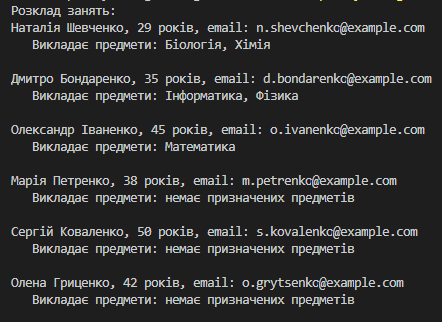 Розклад занять:
Наталія Шевченко, 29 років, email: n.shevchenko@example.com
Викладає предмети: Біологія, Хімія
Дмитро Бондаренко, 35 років, email: d.bondarenko@example.com
Викладає предмети: Інформатика, Фізика
Олександр Іваненко, 45 років, email: o.ivanenko@example.com
Викладає предмети: Математика
Марія Петренко, 38 років, email: m.petrenko@example.com
Викладає предмети: немає призначених предметів
Сергій Коваленко, 50 років, email: s.kovalenko@example.com
Викладає предмети: немає призначених предметів
Олена Гриценко, 42 років, email: o.grytsenko@example.com
Викладає предмети: немає призначених предметів